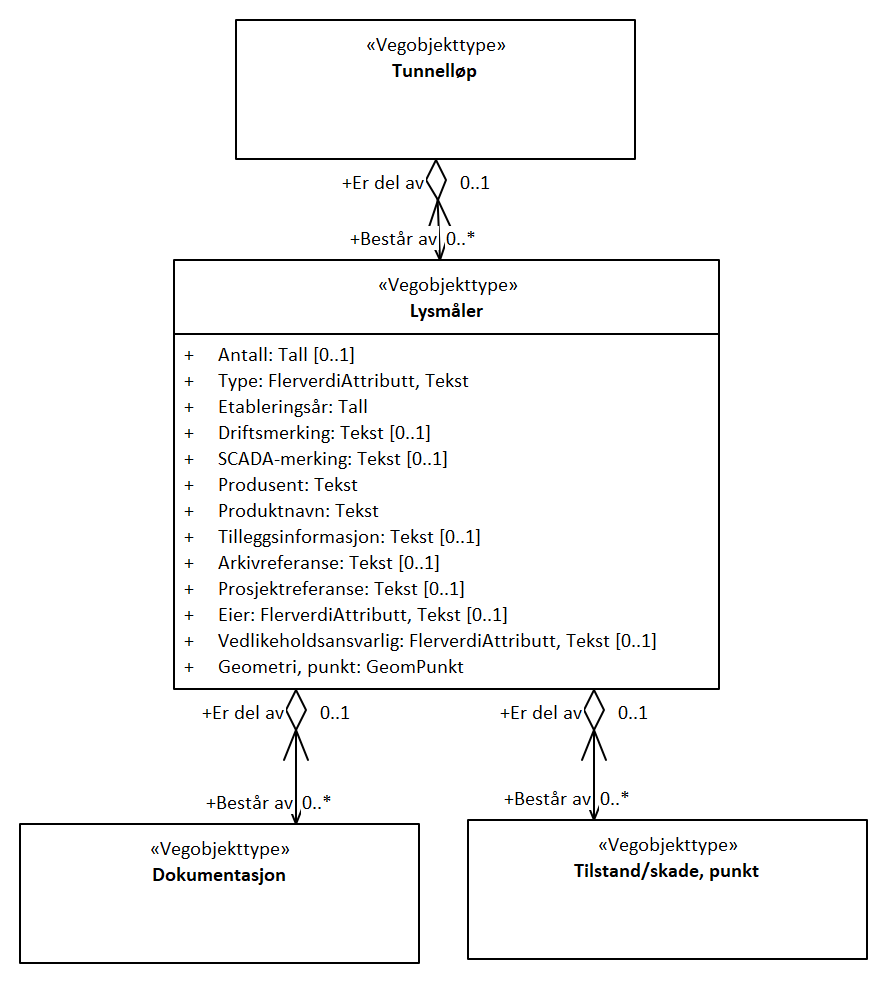 «Vegobjekttype»
Tunnelløp
+Er del av 0..1
+Består av 0..*
«Vegobjekttype»
Lysmåler
+ Antall: Tall [0..1]
+ Type: FlerverdiAttributt, Tekst
+ Etableringsår: Tall
+ Driftsmerking: Tekst [0..1]
+ SCADA-merking: Tekst [0..1]
+ Produsent: Tekst
+ Produktnavn: Tekst
+ Tilleggsinformasjon: Tekst [0..1]
+ Arkivreferanse: Tekst [0..1]
+ Prosjektreferanse: Tekst [0..1]
+ Eier: FlerverdiAttributt, Tekst [0..1]
+ Vedlikeholdsansvarlig: FlerverdiAttributt, Tekst [0..1]
+ Geometri, punkt: GeomPunkt
+Er del av 0..1
+Er del av 0..1
+Består av 0..*
+Består av 0..*
«Vegobjekttype»
Dokumentasjon
«Vegobjekttype»
Tilstand/skade, punkt